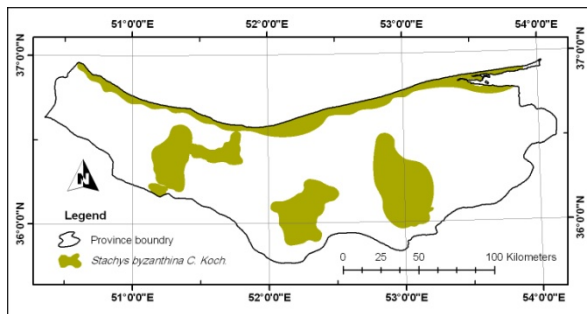 51°0'0"E 52°0'0"E 53°0'0"E 54°0'0"E
37°0'0"N 37°0'0"N
36°0'0"N 36°0'0"N
N
Legend
Province boundry
Stachys byzanthina C. Koch.
0 25 50 100 Kilometers
51°0'0"E 52°0'0"E 53°0'0"E 54°0'0"E